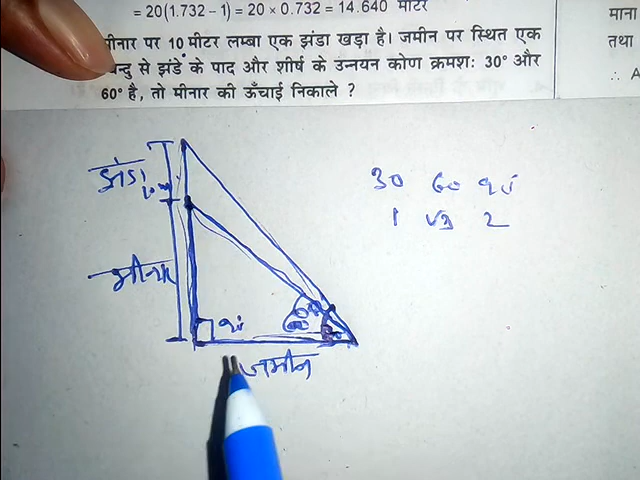 = 20(1.732 – 1) = 20 × 0.732 = 14.640 मीटर
मीनार पर 10 मीटर लम्बा एक झंडा खड़ा है। जमीन पर स्थित एक
न्दु से झंडे के पाद और शीर्ष के उन्नयन कोण क्रमशः 30° और
60° है, तो मीनार की ऊँचाई निकाले ?
माना
तथा
∴ A
झंडा
10m
30 60 90
1 √3 2
मीनार
90
60
जमीन